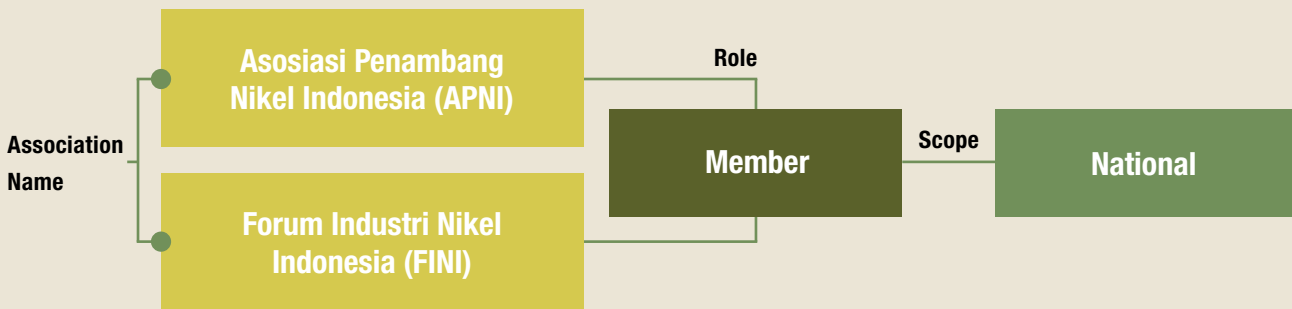 Association
Name
Asosiasi Penambang
Nikel Indonesia (APNI)
Forum Industri Nikel
Indonesia (FINI)
Role
Member
Scope
National